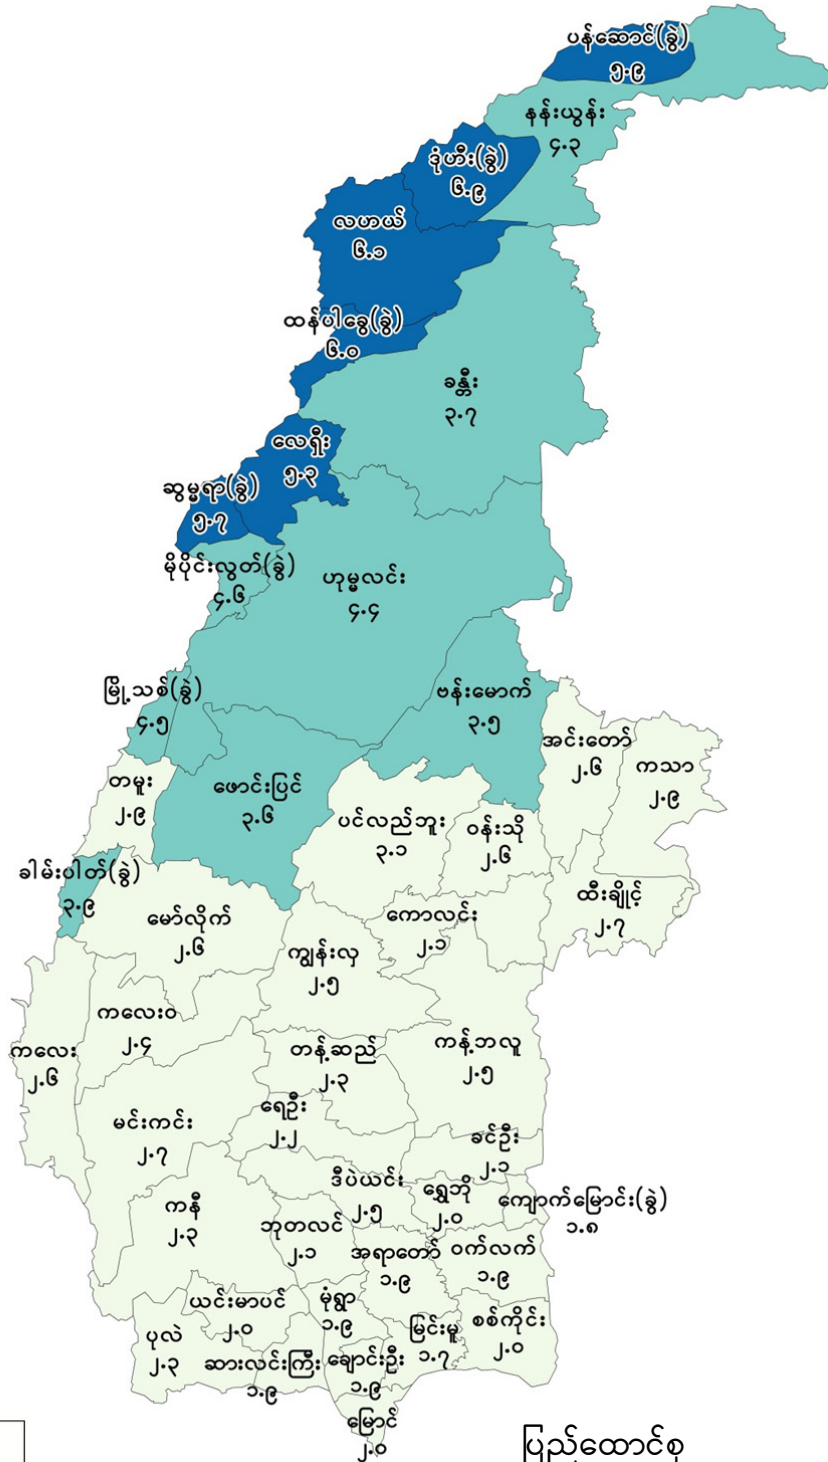 ပန်ဆောင်(ခွဲ)
၅.၉
နန်းယွန်း
၄.၃
ဒုံဟီး(ခွဲ)
၆.၉
လဟယ်
၆.၁
ထန်ပါခွေ(ခွဲ)
၆.၀
ခန္တီး
၃.၇
လေရှီး
၅.၃
ဆွမ္မရာ(ခွဲ)
၅.၇
မိုပိုင်းလွတ်(ခွဲ)
၄.၆
ဟုမ္မလင်း
၄.၄
မြို့သစ်(ခွဲ)
၄.၅
ဗန်းမောက်
၃.၅
အင်းတော်
၂.၆
ကသာ
၂.၉
တမူး
၂.၉
ဖောင်းပြင်
၃.၆
ပင်လည်ဘူး
၃.၁
ဝန်းသို
၂.၆
ခါမ်းပါတ်(ခွဲ)
၃.၉
မော်လိုက်
၂.၆
ကောလင်း
၂.၁
ထီးချိုင့်
၂.၇
ကျွန်းလှ
၂.၅
ကလေးဝ
၂.၄
ကလေး
၂.၆
တန့်ဆည်
၂.၃
ကန့်ဘလူ
၂.၅
မင်းကင်း
၂.၇
ရေဦး
၂.၂
ခင်ဦး
၂.၁
ဒီပဲယင်း
၂.၅
ရွှေဘို
၂.၀
ကျောက်မြောင်း(ခွဲ)
၁.၈
ကနီ
၂.၃
ဘုတလင်
၂.၁
အရာတော်
၁.၉
ဝက်လက်
၁.၉
ယင်းမာပင်
၂.၀
မုံရွာ
၁.၉
မြင်းမူ
၁.၇
စစ်ကိုင်း
၂.၀
ပုလဲ
၂.၃
ဆားလင်းကြီး
၁.၉
ချောင်းဦး
၁.၉
မြောင်
၂.၀
ပြည်ထောင်စု